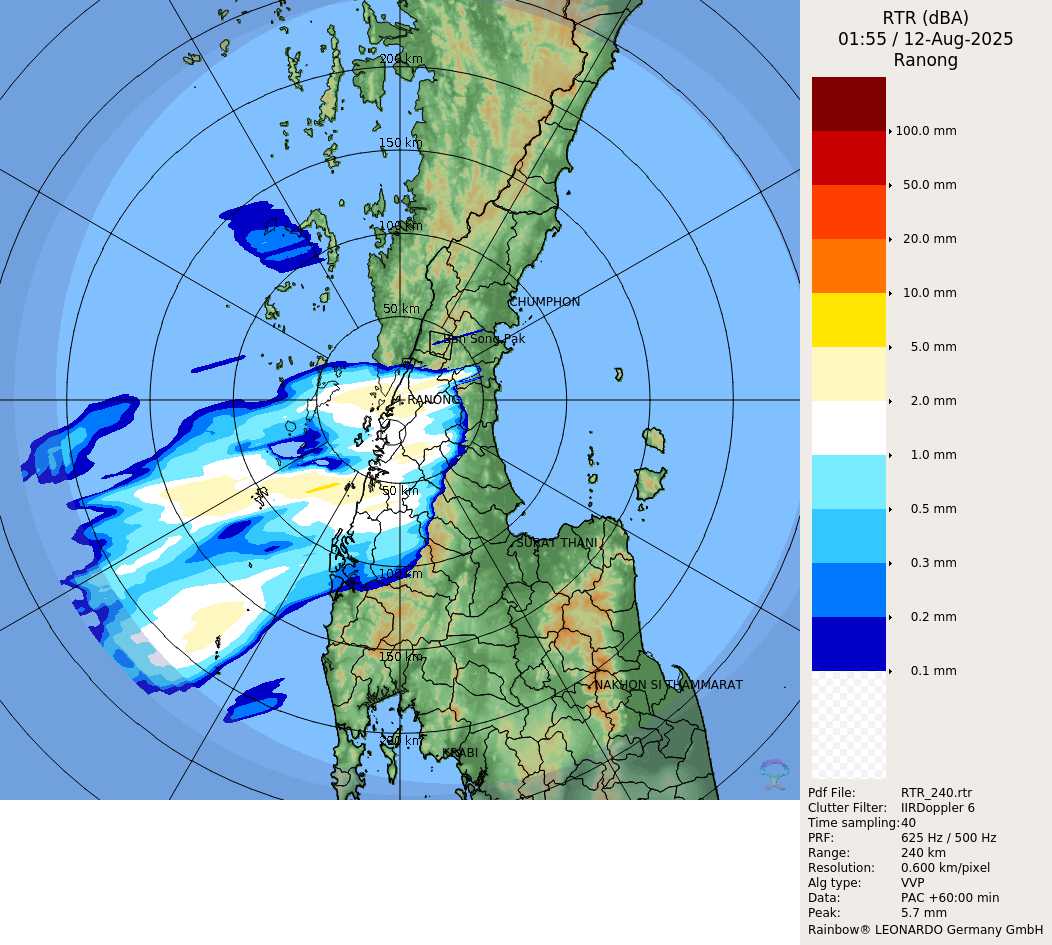 200 km
150 km
100 km
50 km
CHUMPHON
Ban Song Pak
RANONG
50 km
SURAT THANI
100 km
150 km
NAKHON SI THAMMARAT
200 km
KRABI
RTR (dBA)
01:55 / 12-Aug-2025
Ranong
100.0 mm
50.0 mm
20.0 mm
10.0 mm
5.0 mm
2.0 mm
1.0 mm
0.5 mm
0.3 mm
0.2 mm
0.1 mm
Pdf File: RTR_240.rtr
Clutter Filter: IIRDoppler 6
Time sampling:40
PRF: 625 Hz / 500 Hz
Range: 240 km
Resolution: 0.600 km/pixel
Alg type: VVP
Data: PAC +60:00 min
Peak: 5.7 mm
Rainbow® LEONARDO Germany GmbH